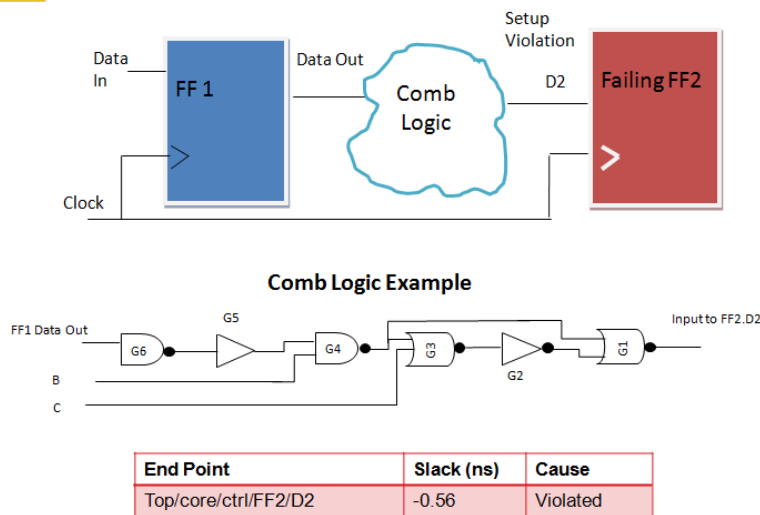 Setup
Violation
Data
In
FF 1
Data Out
Comb
Logic
D2
Failing FF2
Clock
Comb Logic Example
FF1 Data Out
G6
G5
G4
G3
G2
G1
Input to FF2.D2
B
C
End Point Slack (ns) Cause
Top/core/ctrl/FF2/D2 -0.56 Violated